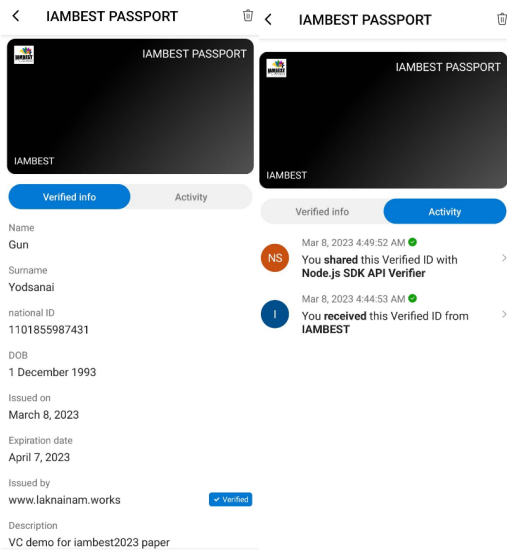 IAMBEST PASSPORT
IAMBEST
IAMBEST PASSPORT
IAMBEST
Verified info
Activity
Name
Gun
Surname
Yodsanai
national ID
1101855987431
DOB
1 December 1993
Issued on
March 8, 2023
Expiration date
April 7, 2023
Issued by
www.laknainam.works
Verified
Description
VC demo for iambest2023 paper
IAMBEST PASSPORT
IAMBEST
IAMBEST PASSPORT
IAMBEST
Verified info
Activity
NS
Mar 8, 2023 4:49:52 AM
You shared this Verified ID with
Node.js SDK API Verifier
I
Mar 8, 2023 4:44:53 AM
You received this Verified ID from
IAMBEST